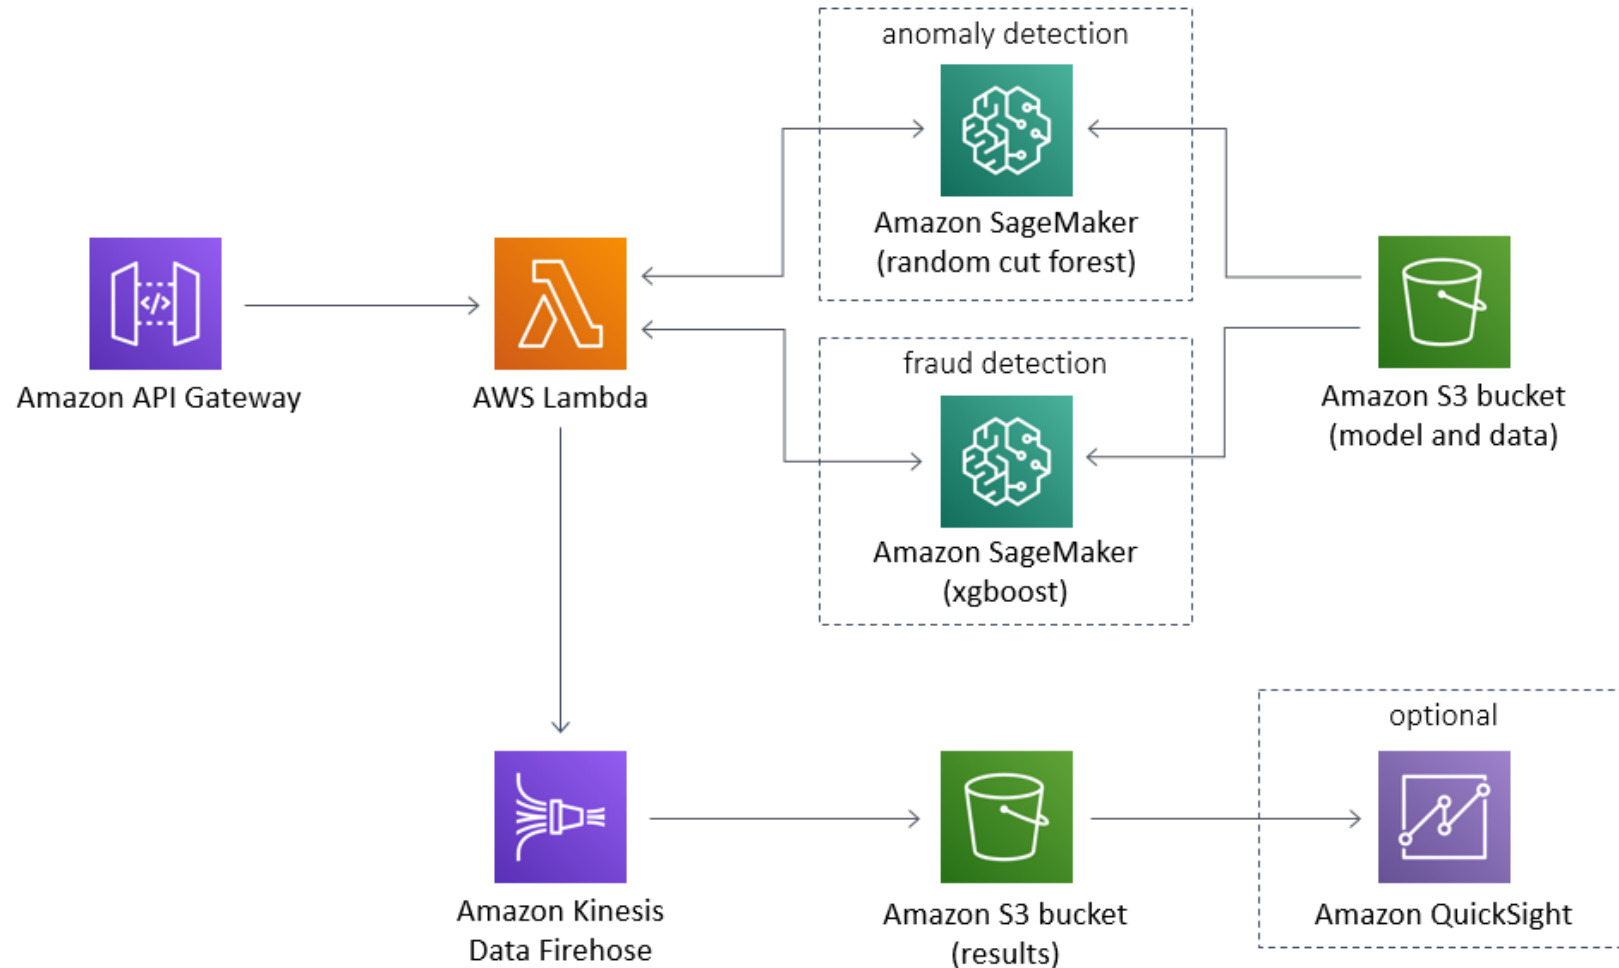 anomaly detection
Amazon SageMaker
(random cut forest)
</>
Amazon API Gateway
AWS Lambda
fraud detection
Amazon SageMaker
(xgboost)
Amazon S3 bucket
(model and data)
Amazon Kinesis
Data Firehose
Amazon S3 bucket
(results)
optional
Amazon QuickSight